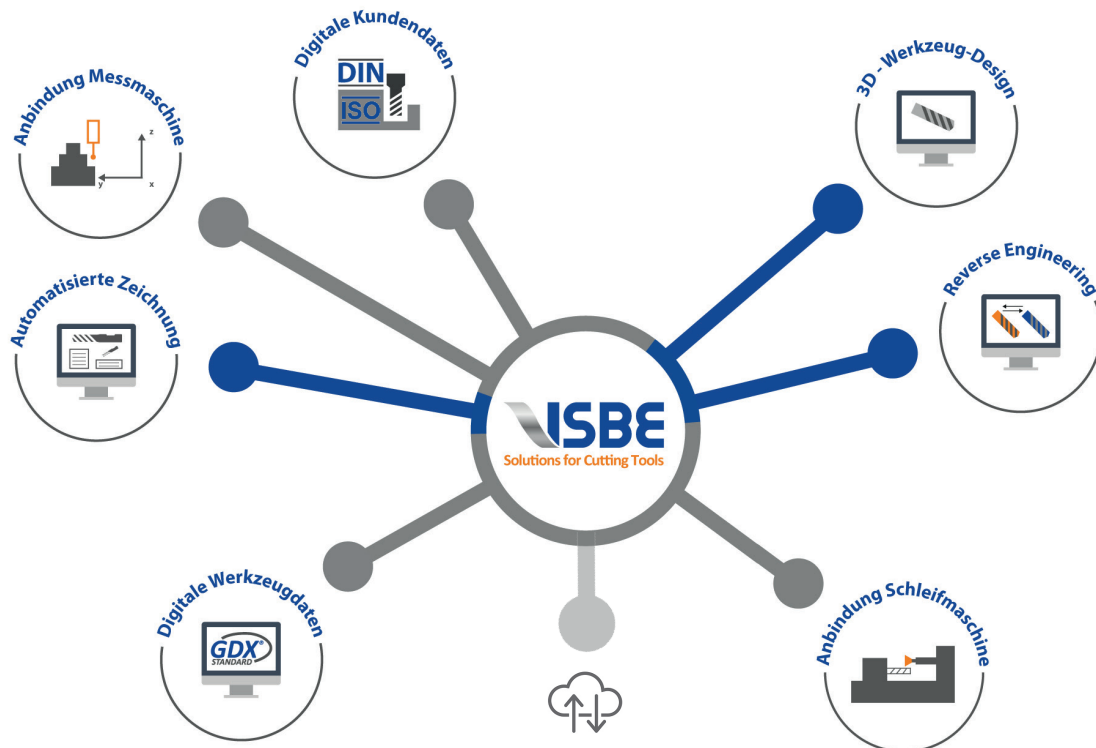 Digitale Kundendaten
DIN
ISO
3D - Werkzeug-Design
Anbindung Messmaschine
z
y
x
Automatisierte Zeichnung
Reverse Engineering
ISBE
Solutions for Cutting Tools
Digitale Werkzeugdaten
GDX®
STANDARD
Anbindung Schleifmaschine